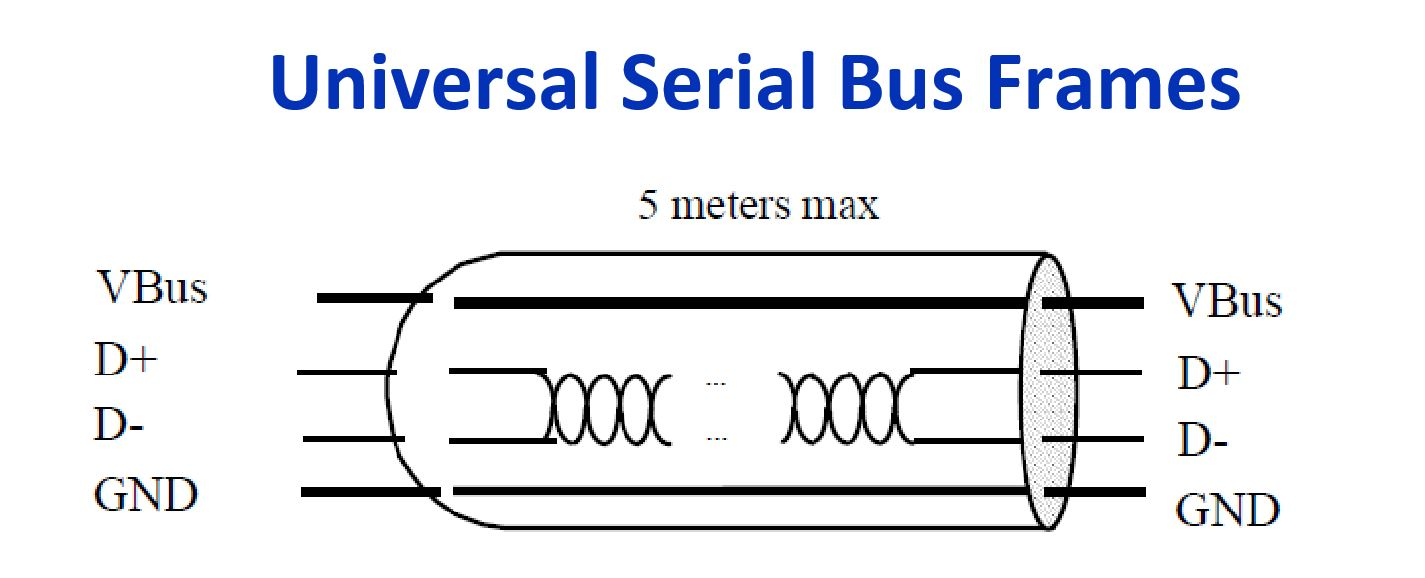 Universal Serial Bus Frames
5 meters max
VBus
D+
D-
GND
...
...
VBus
D+
D-
GND